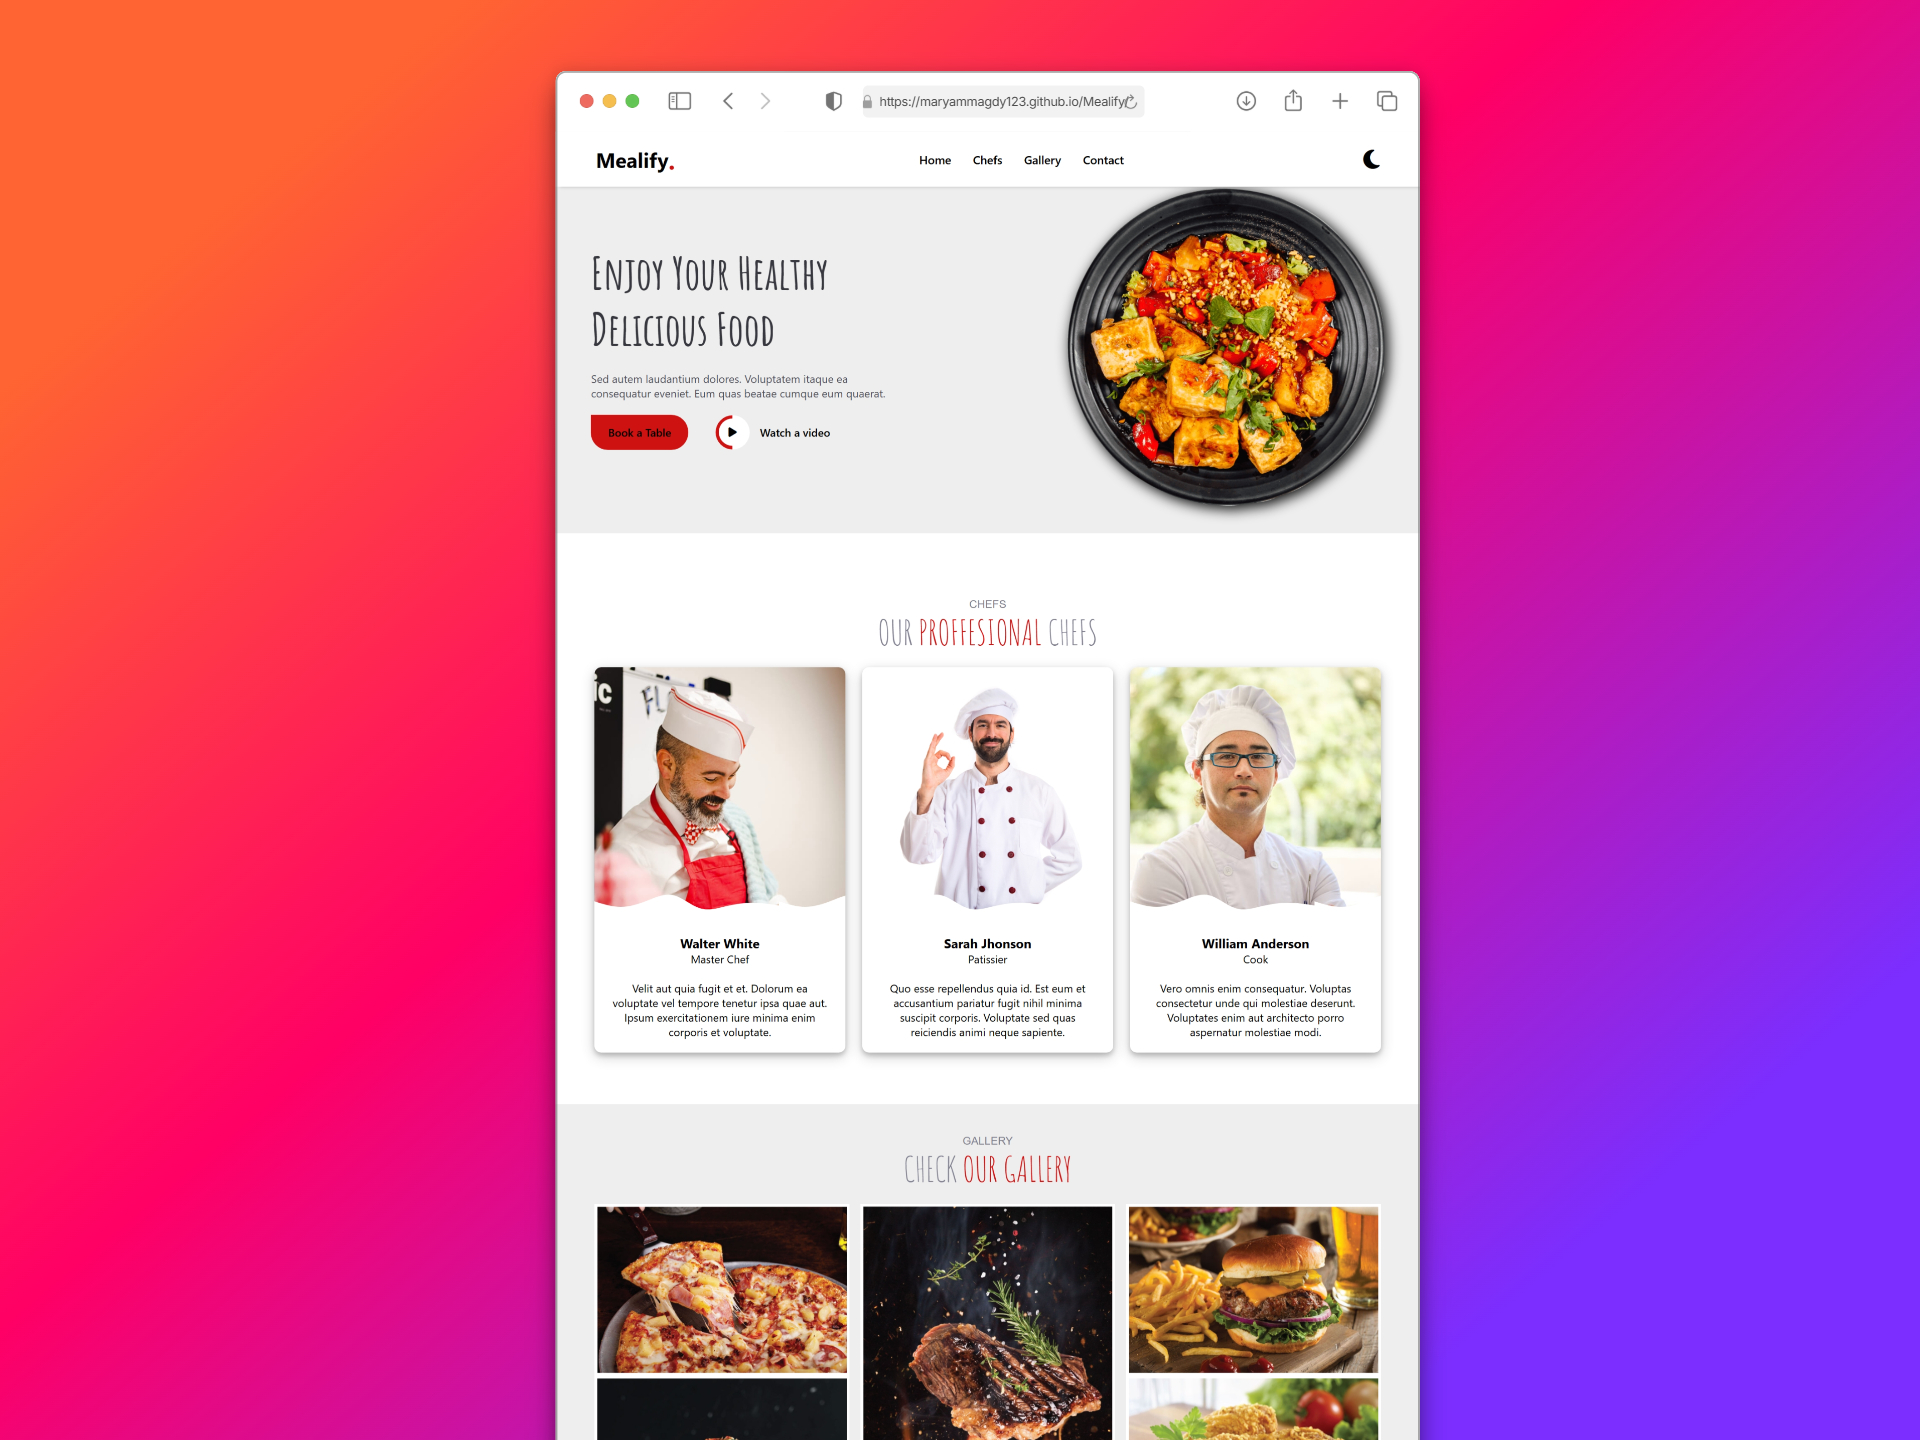 https://maryammagdy123.github.io/Mealify/
Mealify.
Home Chefs Gallery Contact
Enjoy Your Healthy
Delicious Food
Sed autem laudantium dolores. Voluptatem itaque ea
consequatur eveniet. Eum quas beatae cumque eum quaerat.
Book a Table
Watch a video
CHEFS
OUR PROFFESIONAL CHEFS
Walter White
Master Chef
Velit aut quia fugit et et. Dolorum ea
voluptate vel tempore tenetur ipsa quae aut.
Ipsum exercitationem iure minima enim
corporis et voluptate.
Sarah Jhonson
Patissier
Quo esse repellendus quia id. Est eum et
accusantium pariatur fugit nihil minima
suscipit corporis. Voluptate sed quas
reiciendis animi neque sapiente.
William Anderson
Cook
Vero omnis enim consequatur. Voluptas
consectetur unde qui molestiae deserunt.
Voluptates enim aut architecto porro
aspernatur molestiae modi.
GALLERY
CHECK OUR GALLERY